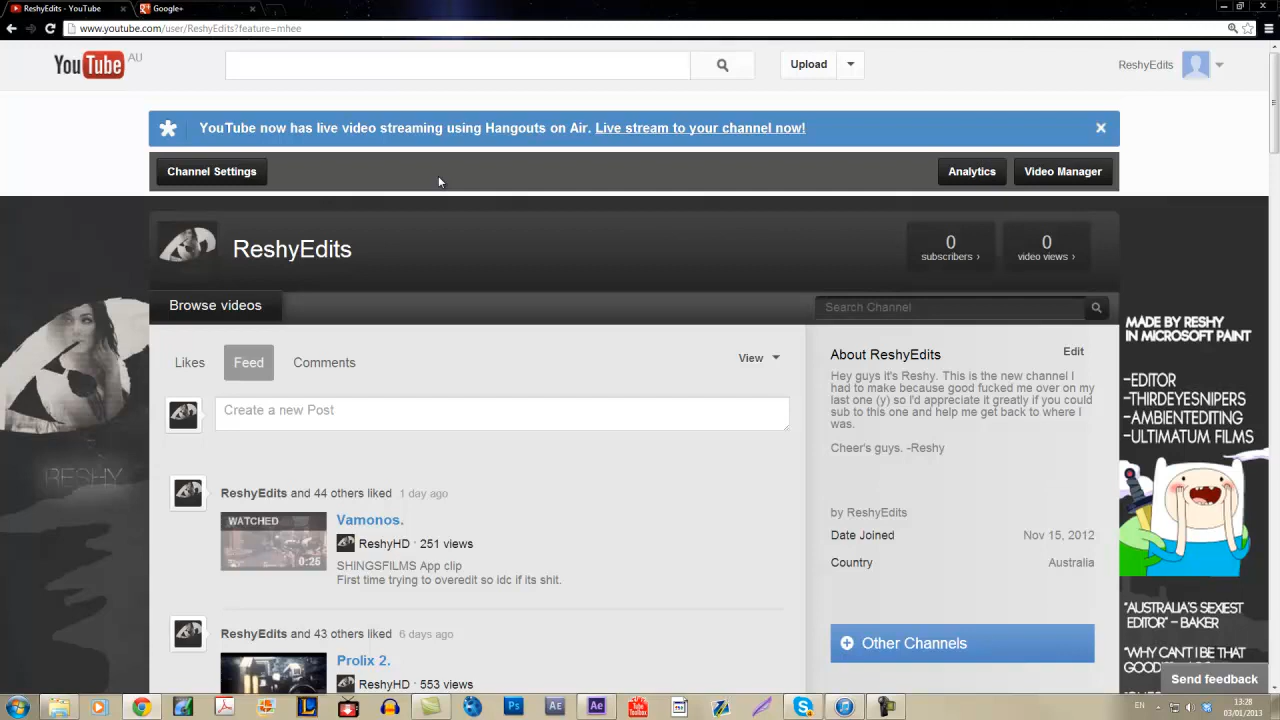 ReshyEdits - YouTube
Google+
www.youtube.com/user/ReshyEdits?feature=mhee
YouTube AU
Upload
ReshyEdits
YouTube now has live video streaming using Hangouts on Air. Live stream to your channel now!
Channel Settings
Analytics
Video Manager
ReshyEdits
0
subscribers ›
0
video views ›
Browse videos
Search Channel
MADE BY RESHY
IN MICROSOFT PAINT
-EDITOR
-THIRDEYESNIPERS
-AMBIENTEDITING
-ULTIMATUM FILMS
Likes
Feed
Comments
View
Create a new Post
About ReshyEdits
Edit
Hey guys it's Reshy. This is the new channel I
had to make because good fucked me over on my
last one (y) so I'd appreciate it greatly if you could
sub to this one and help me get back to where I
was.
Cheer's guys. -Reshy
RESHY
ReshyEdits and 44 others liked 1 day ago
WATCHED
0:25
Vamonos.
ReshyHD · 251 views
SHINGSFILMS App clip
First time trying to overedit so idc if its shit.
by ReshyEdits
Date Joined Nov 15, 2012
Country Australia
ReshyEdits and 43 others liked 6 days ago
Prolix 2.
ReshyHD · 553 views
Other Channels
"AUSTRALIA'S SEXIEST
EDITOR" - BAKER
"WHY CAN'T I BE THAT
Send feedback
Ps
Ae
Ae
EN
13:28
03/01/2013